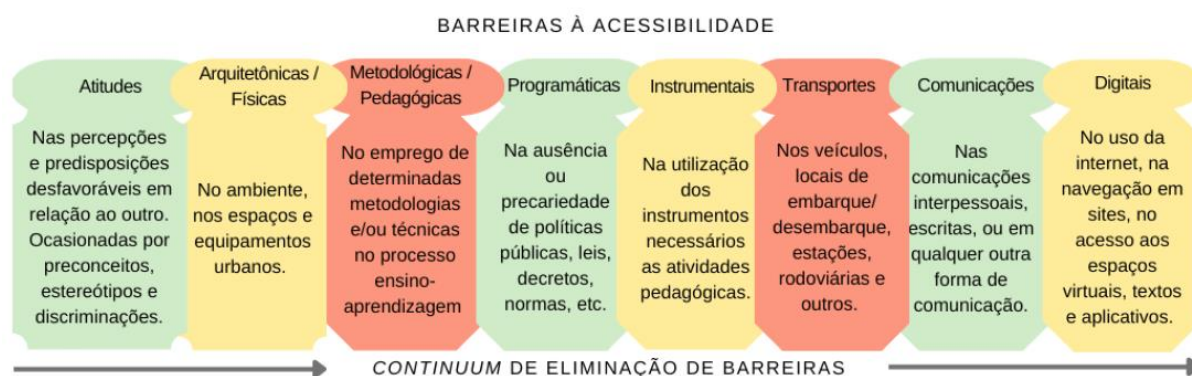 BARREIRAS À ACESSIBILIDADE
Atitudes
Nas percepções
e predisposições
desfavoráveis em
relação ao outro.
Ocasionadas por
preconceitos,
estereótipos e
discriminações.
Arquitetônicas /
Físicas
No ambiente,
nos espaços e
equipamentos
urbanos.
Metodológicas /
Pedagógicas
No emprego de
determinadas
metodologias
e/ou técnicas
no processo
ensino-
aprendizagem
Programáticas
Na ausência
ou
precariedade
de políticas
públicas, leis,
decretos,
normas, etc.
Instrumentais
Na utilização
dos
instrumentos
necessários
as atividades
pedagógicas.
Transportes
Nos veículos,
locais de
embarque/
desembarque,
estações,
rodoviárias e
outros.
Comunicações
Nas
comunicações
interpessoais,
escritas, ou em
qualquer outra
forma de
comunicação.
Digitais
No uso da
internet, na
navegação em
sites, no
acesso aos
espaços
virtuais, textos
e aplicativos.
CONTINUUM DE ELIMINAÇÃO DE BARREIRAS